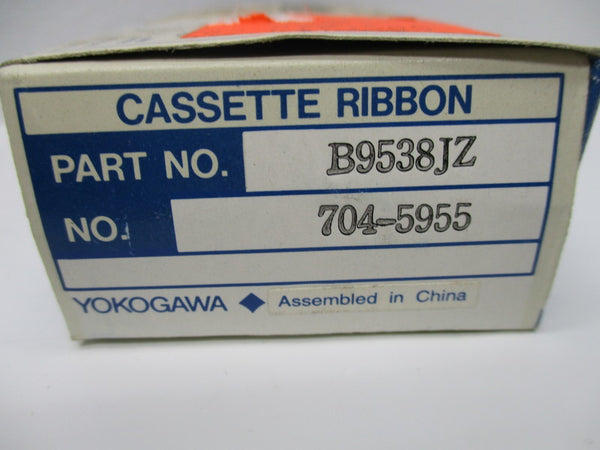 CASSETTE RIBBON
PART NO. B9538JZ
NO. 704-5955
YOKOGAWA ◆ Assembled in China